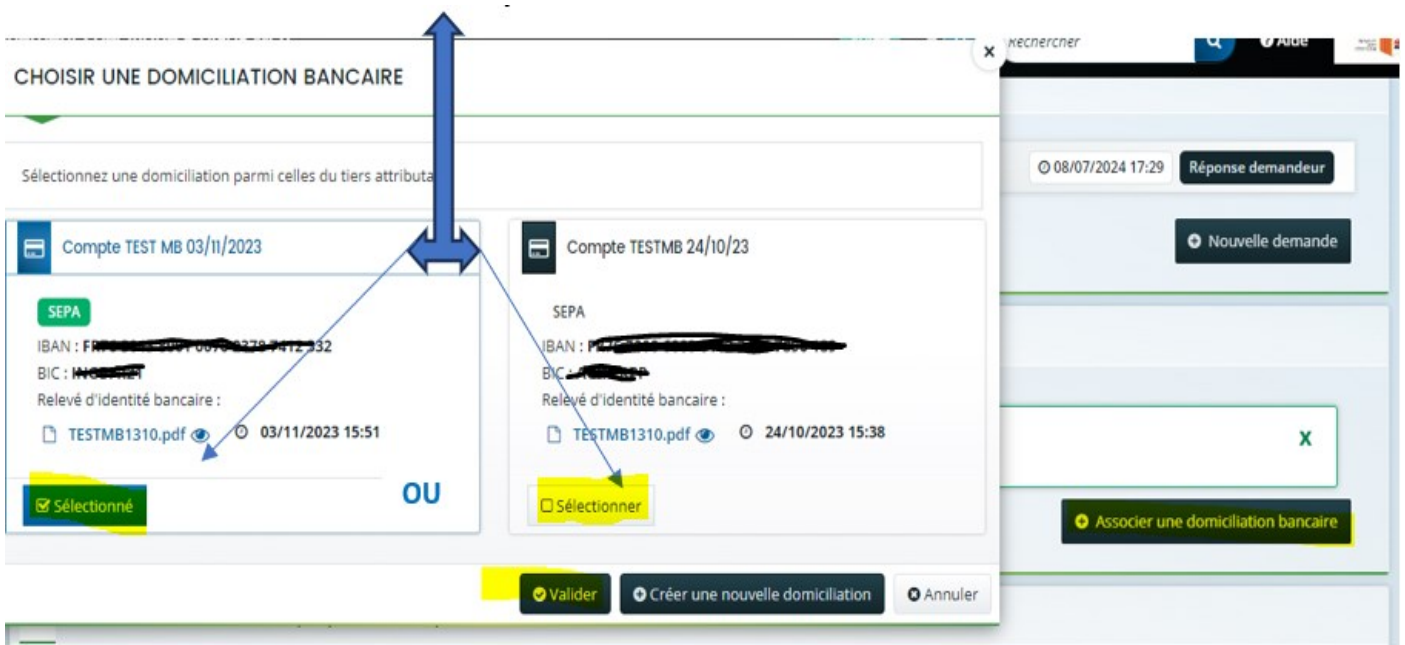 Rechercher
Aide
CHOISIR UNE DOMICILIATION BANCAIRE
x
Sélectionnez une domiciliation parmi celles du tiers
08/07/2024 17:29 Réponse demandeur
Nouvelle demande
Compte TEST MB 03/11/2023
SEPA
IBAN :
BIC :
Relevé d'identité bancaire :
TESTMB1310.pdf 03/11/2023 15:51
Sélectionné
OU
Compte TESTMB 24/10/23
SEPA
IBAN :
BIC
Relevé d'identité bancaire :
TESTMB1310.pdf 24/10/2023 15:38
Sélectionner
X
Associer une domiciliation bancaire
Valider Créer une nouvelle domiciliation Annuler